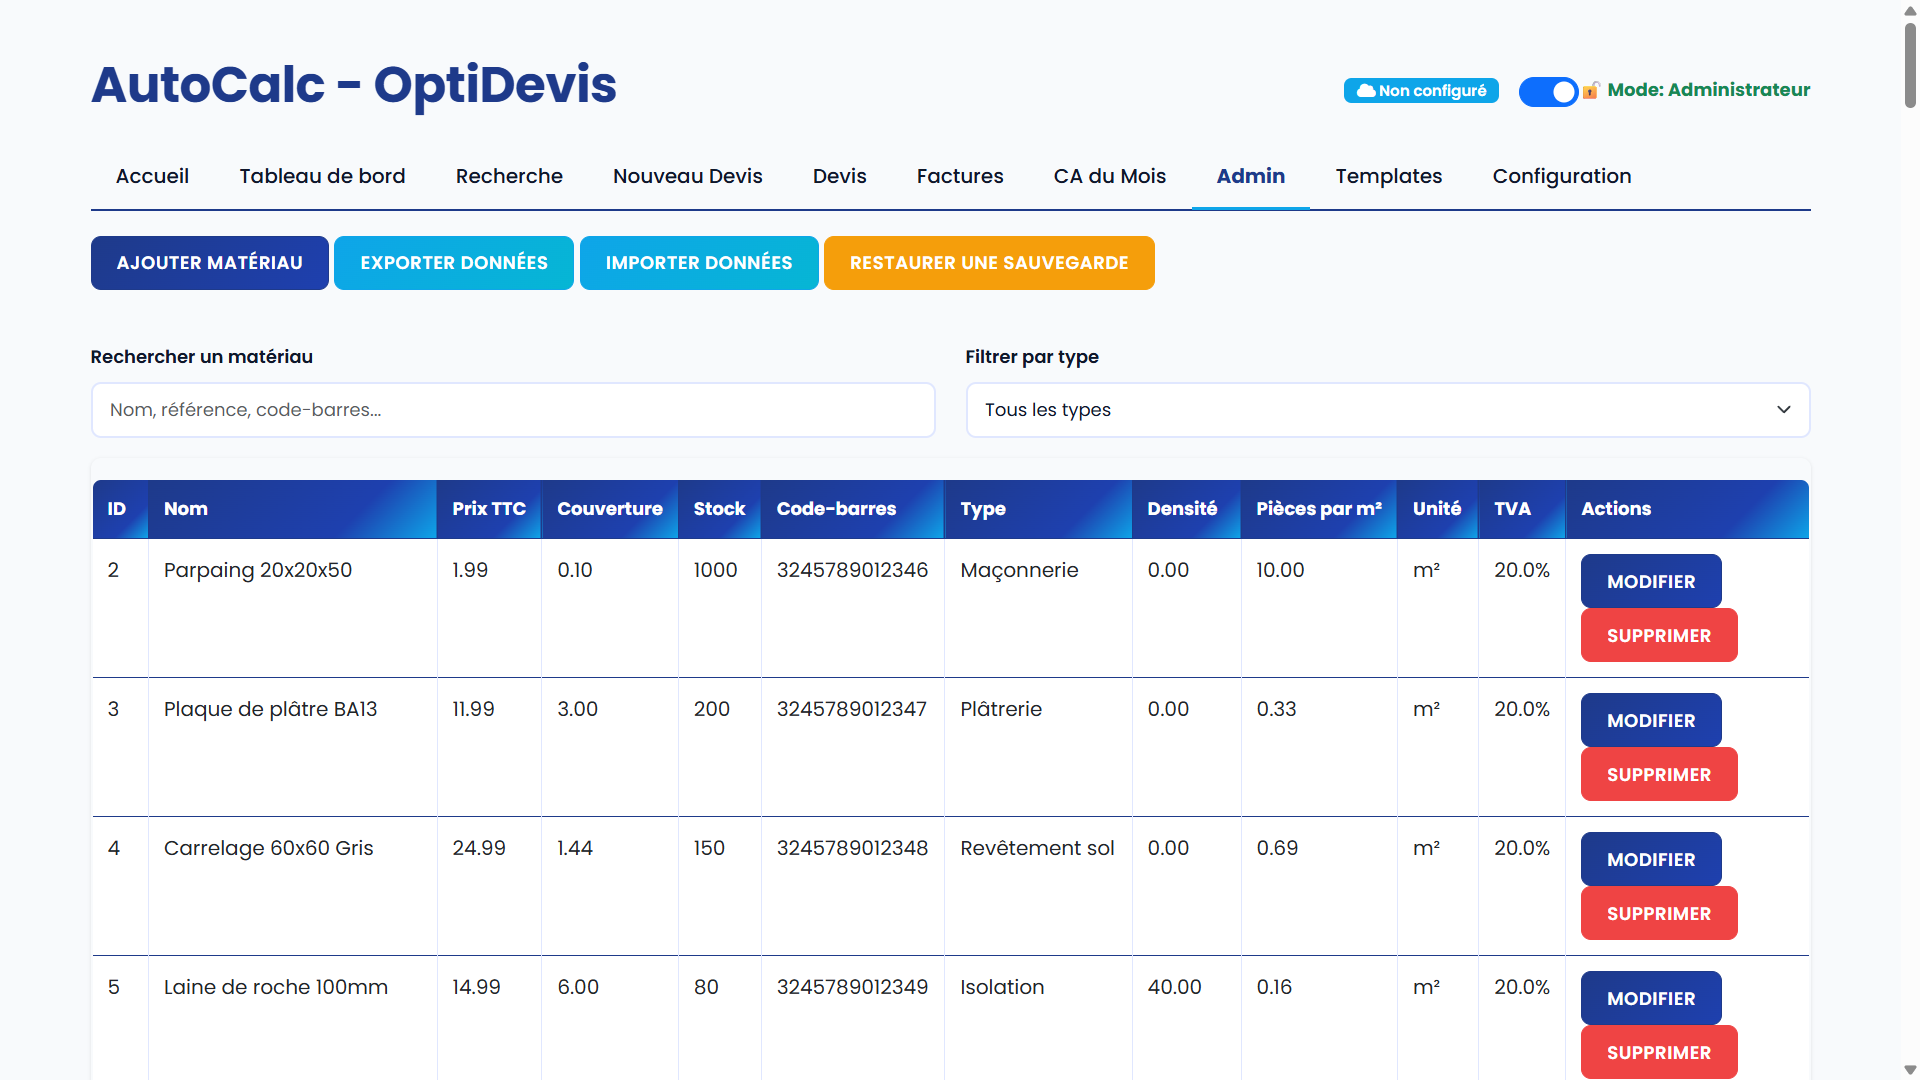 AutoCalc - OptiDevis
Non configuré
Mode: Administrateur
Accueil Tableau de bord Recherche Nouveau Devis Devis Factures CA du Mois Admin Templates Configuration
AJOUTER MATÉRIAU EXPORTER DONNÉES IMPORTER DONNÉES RESTAURER UNE SAUVEGARDE
Rechercher un matériau Filtrer par type
Nom, référence, code-barres... Tous les types
ID Nom Prix TTC Couverture Stock Code-barres Type Densité Pièces par m² Unité TVA Actions
2 Parpaing 20x20x50 1.99 0.10 1000 3245789012346 Maçonnerie 0.00 10.00 m² 20.0% MODIFIER
SUPPRIMER
3 Plaque de plâtre BA13 11.99 3.00 200 3245789012347 Plâtrerie 0.00 0.33 m² 20.0% MODIFIER
SUPPRIMER
4 Carrelage 60x60 Gris 24.99 1.44 150 3245789012348 Revêtement sol 0.00 0.69 m² 20.0% MODIFIER
SUPPRIMER
5 Laine de roche 100mm 14.99 6.00 80 3245789012349 Isolation 40.00 0.16 m² 20.0% MODIFIER
SUPPRIMER